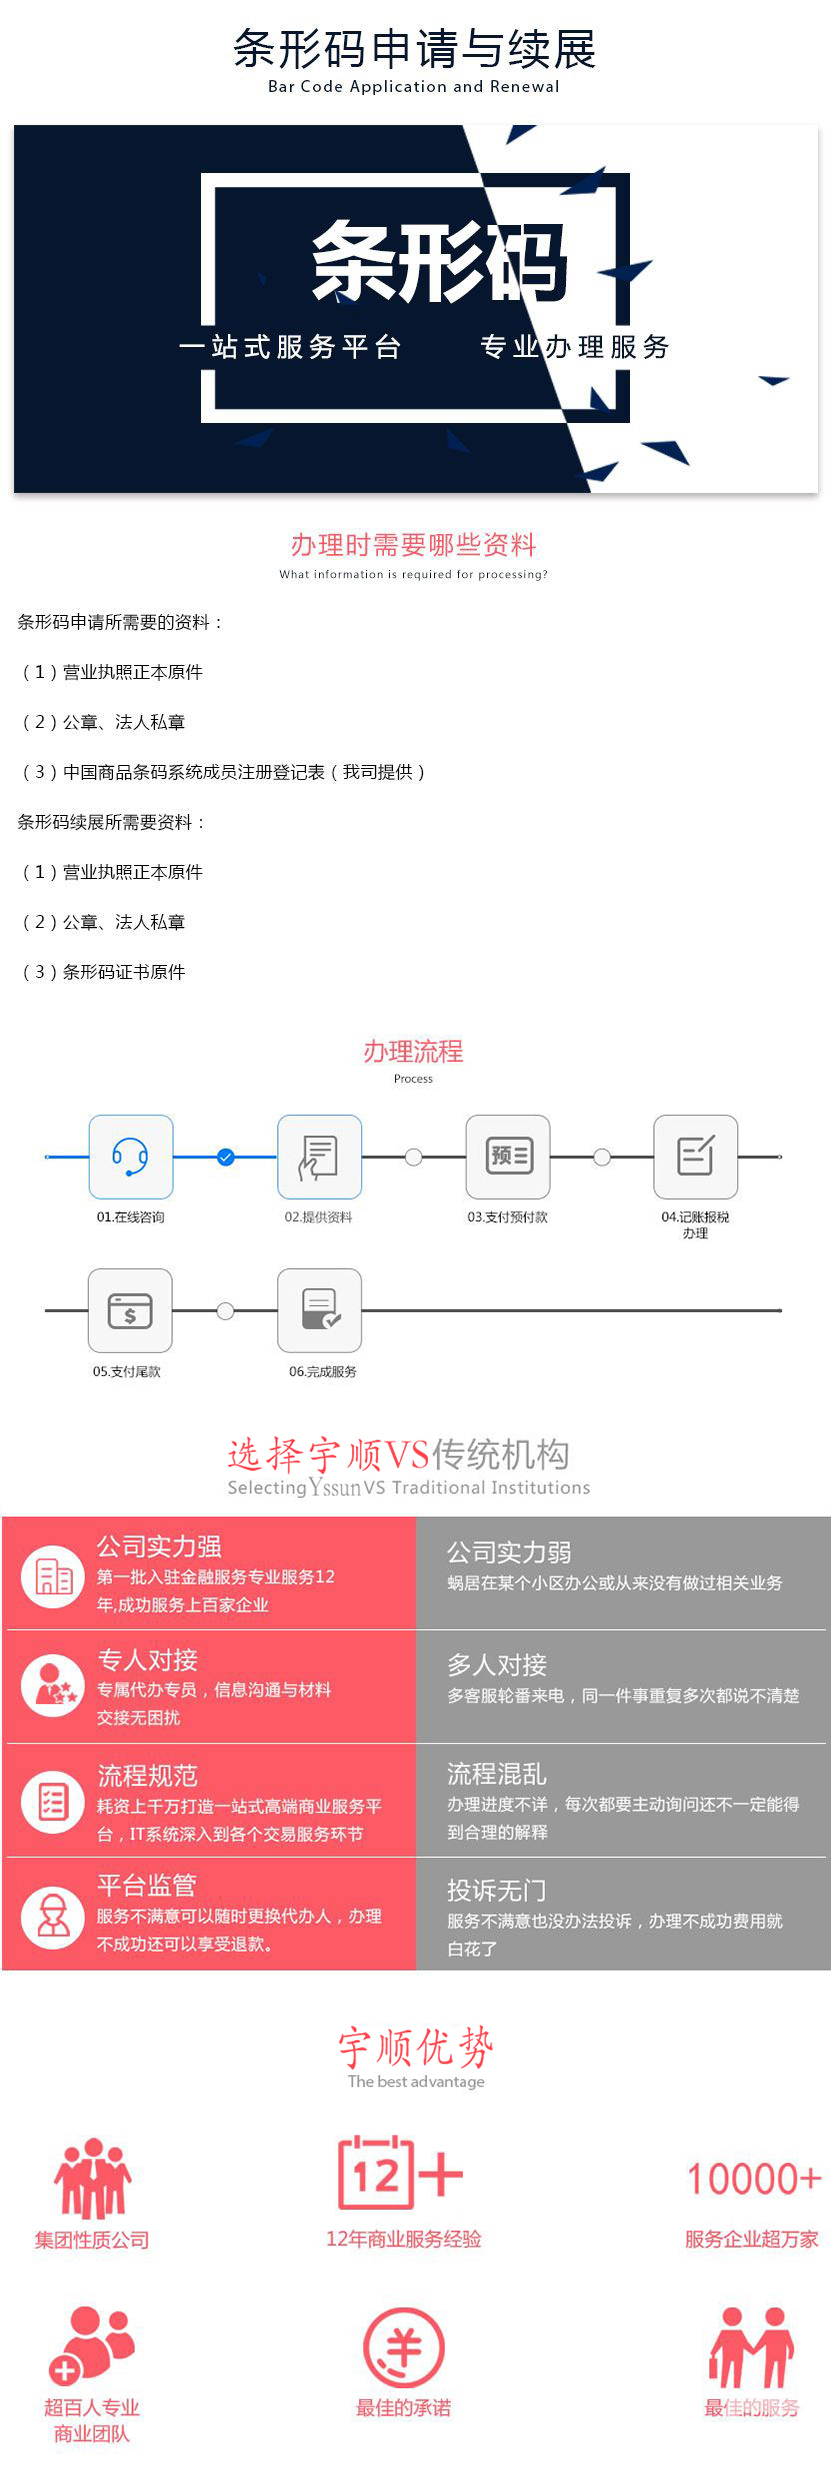 条形码申请与续展
Bar Code Application and Renewal
条形码
一站式服务平台 专业办理服务
办理时需要哪些资料
What information is required for processing?
条形码申请所需要的资料：
（1）营业执照正本原件
（2）公章、法人私章
（3）中国商品条码系统成员注册登记表（我司提供）
条形码续展所需要资料：
（1）营业执照正本原件
（2）公章、法人私章
（3）条形码证书原件
办理流程
Process
预
01.在线咨询
02.提供资料
03.支付预付款
04.记账报税
办理
$
05.支付尾款
06.完成服务
选择宇顺VS传统机构
Selecting Yssun VS Traditional Institutions
公司实力强
第一批入驻金融服务专业服务12
年,成功服务上百家企业
公司实力弱
蜗居在某个小区办公或从来没有做过相关业务
专人对接
专属代办专员，信息沟通与材料
交接无困扰
多人对接
多客服轮番来电，同一件事重复多次都说不清楚
流程规范
耗资上千万打造一站式高端商业服务平
台，IT系统深入到各个交易服务环节
流程混乱
办理进度不详，每次都要主动询问还不一定能得
到合理的解释
平台监管
服务不满意可以随时更换代办人，办理
不成功还可以享受退款。
投诉无门
服务不满意也没办法投诉，办理不成功费用就
白花了
宇顺优势
The best advantage
集团性质公司
12+
12年商业服务经验
10000+
服务企业超万家
超百人专业
商业团队
最佳的承诺
最佳的服务